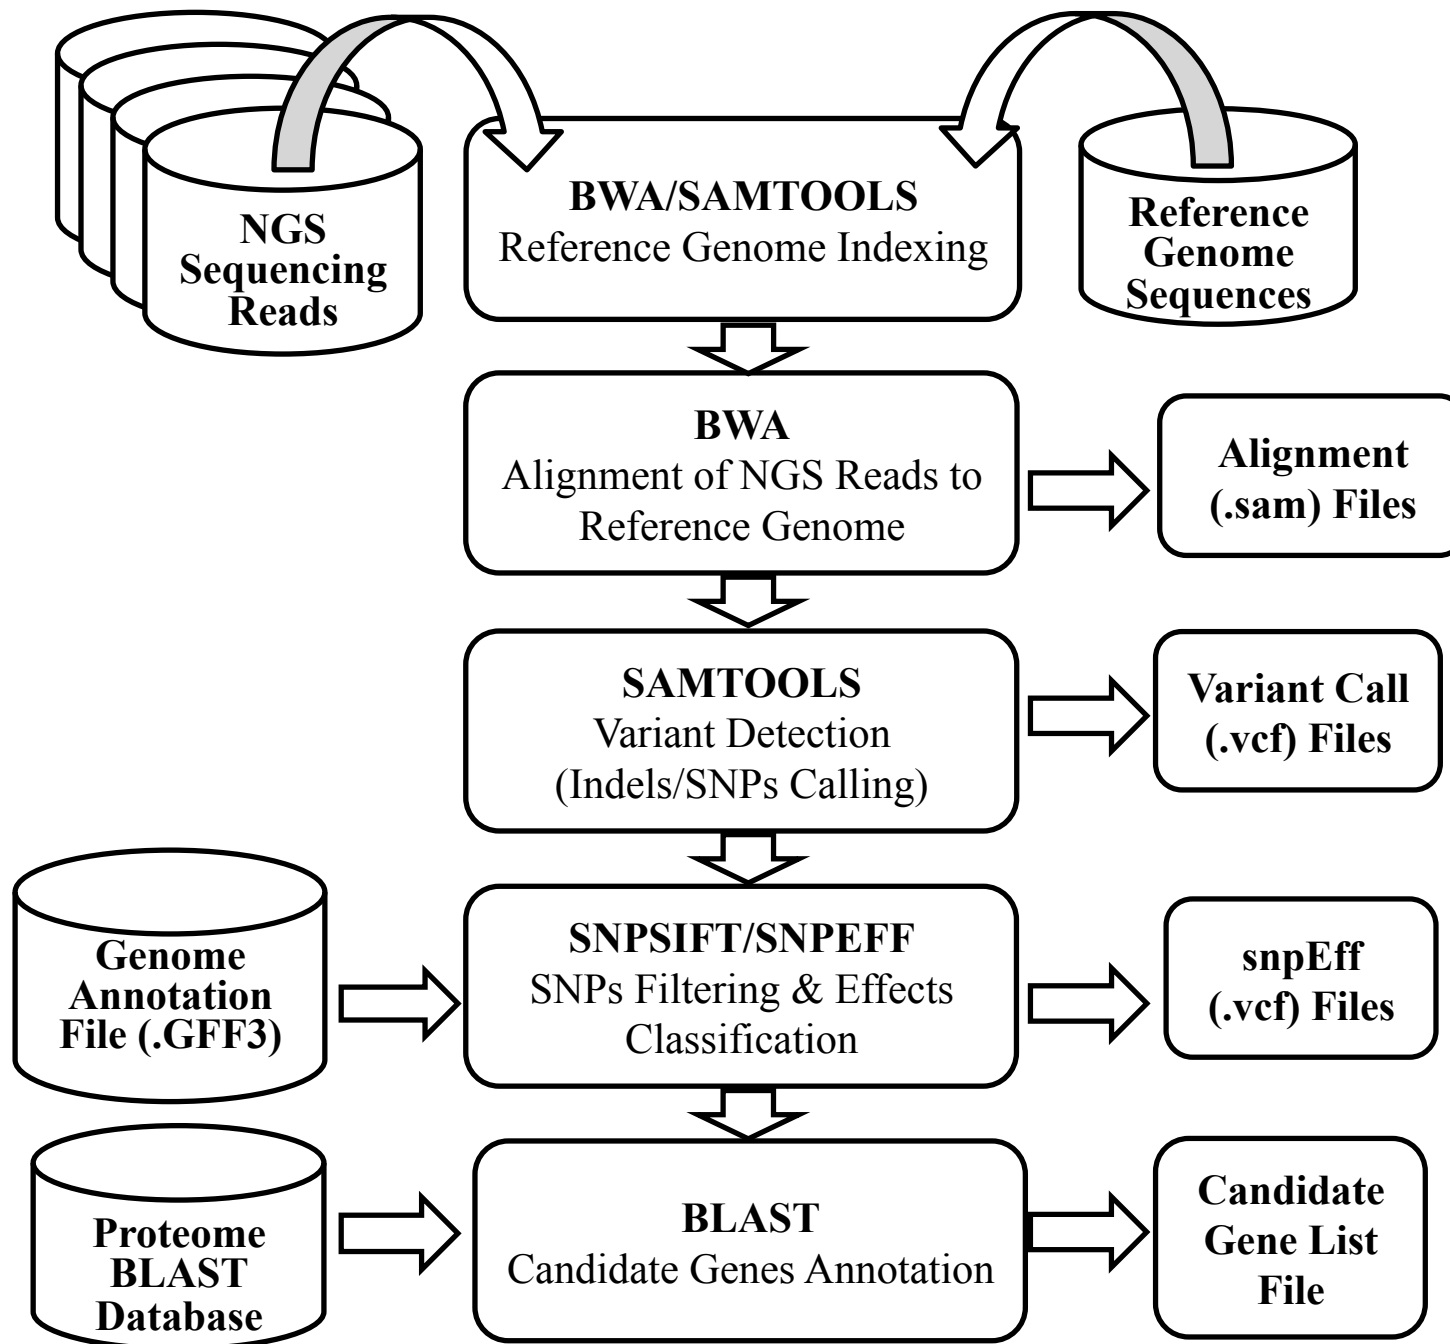 NGS
Sequencing
Reads
BWA/SAMTOOLS
Reference Genome Indexing
Reference
Genome
Sequences
BWA
Alignment of NGS Reads to
Reference Genome
Alignment
(.sam) Files
SAMTOOLS
Variant Detection
(Indels/SNPs Calling)
Variant Call
(.vcf) Files
Genome
Annotation
File (.GFF3)
SNPSIFT/SNPEFF
SNPs Filtering & Effects
Classification
snpEff
(.vcf) Files
Proteome
BLAST
Database
BLAST
Candidate Genes Annotation
Candidate
Gene List
File